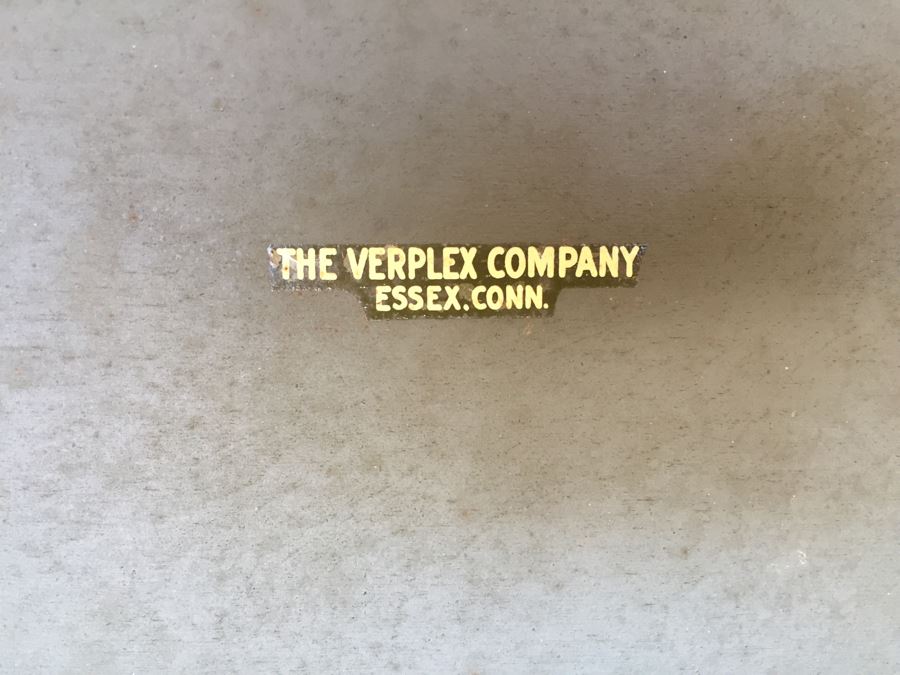 THE VERPLEX COMPANY
ESSEX, CONN.